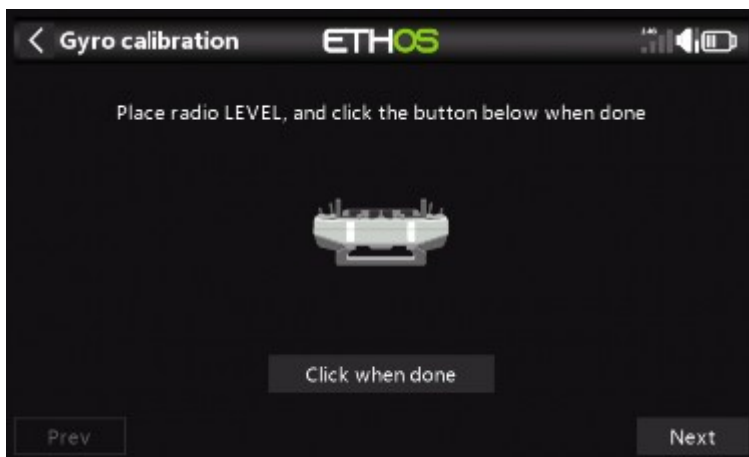 Gyro calibration
ETHOS
Place radio LEVEL, and click the button below when done
Click when done
Prev
Next